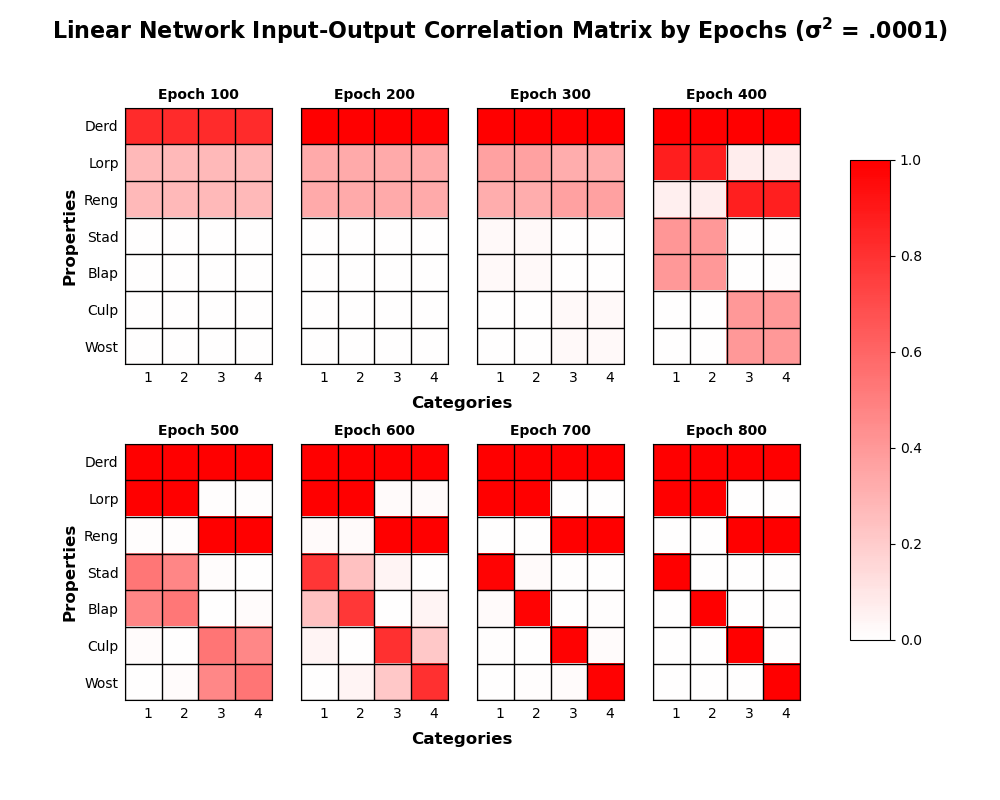 Linear Network Input-Output Correlation Matrix by Epochs (σ² = .0001)
Epoch 100 Epoch 200 Epoch 300 Epoch 400
Derd
Lorp
Reng
Stad
Blap
Culp
Wost
Properties
1 2 3 4 1 2 3 4 1 2 3 4 1 2 3 4
Categories
Epoch 500 Epoch 600 Epoch 700 Epoch 800
Derd
Lorp
Reng
Stad
Blap
Culp
Wost
Properties
1 2 3 4 1 2 3 4 1 2 3 4 1 2 3 4
Categories
1.0
0.8
0.6
0.4
0.2
0.0